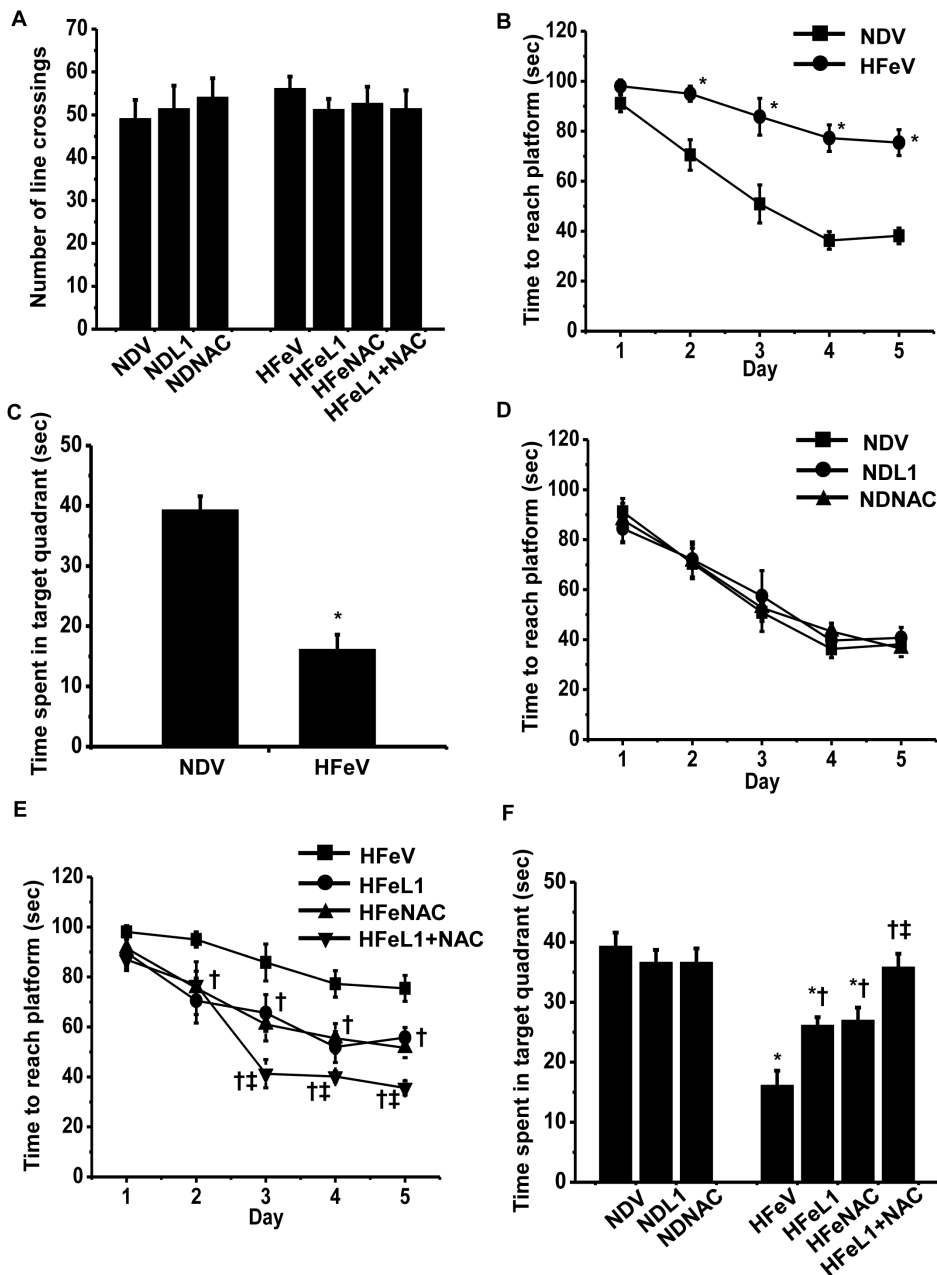 A
Number of line crossings
70
60
50
40
30
20
10
0
NDV
NDL1
NDNAC
HFeV
HFeL1
HFeNAC
HFeL1+NAC
B
Time to reach platform (sec)
120
100
80
60
40
20
0
NDV
HFeV
*
*
*
*
1 2 3 4 5
Day
C
Time spent in target quadrant (sec)
50
40
30
20
10
0
*
NDV HFeV
D
Time to reach platform (sec)
120
100
80
60
40
20
0
NDV
NDL1
NDNAC
1 2 3 4 5
Day
E
Time to reach platform (sec)
120
100
80
60
40
20
0
HFeV
HFeL1
HFeNAC
HFeL1+NAC
†
†
†
†
†‡
†‡
†‡
1 2 3 4 5
Day
F
Time spent in target quadrant (sec)
50
40
30
20
10
0
*
*†
*†
†‡
NDV
NDL1
NDNAC
HFeV
HFeL1
HFeNAC
HFeL1+NAC